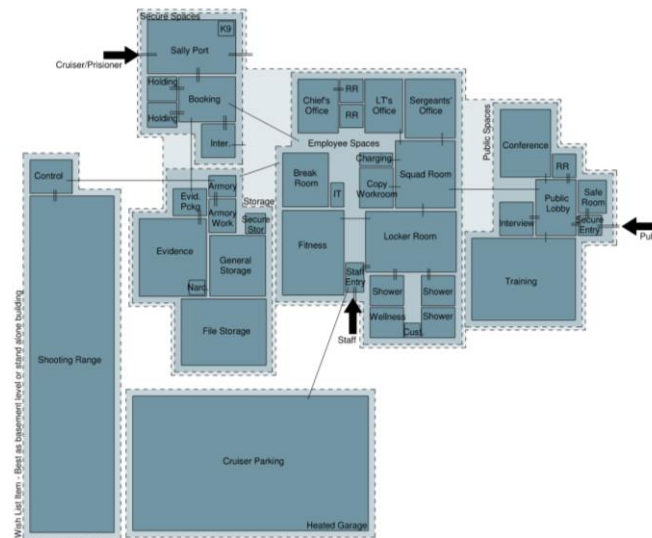 Secure Spaces
K9
Sally Port
Cruiser/Prisioner
Holding
Booking
Holding
Inter.
Chief's
Office
RR
RR
LT's
Office
Sergeants'
Office
Employee Spaces
Charging
Copy
Workroom
Squad Room
Break
Room
IT
Fitness
Locker Room
Staff
Entry
Staff
Shower
Shower
Wellness
Shower
Cust.
Public Spaces
Conference
RR
Public
Lobby
Safe
Room
Secure
Entry
Interview
Training
Control
Shooting Range
Wish List Item - Best as basement level or stand alone building
Storage
Armory
Evid.
Pckg
Armory
Work
Secure
Stor.
Evidence
General
Storage
Narc.
File Storage
Cruiser Parking
Heated Garage